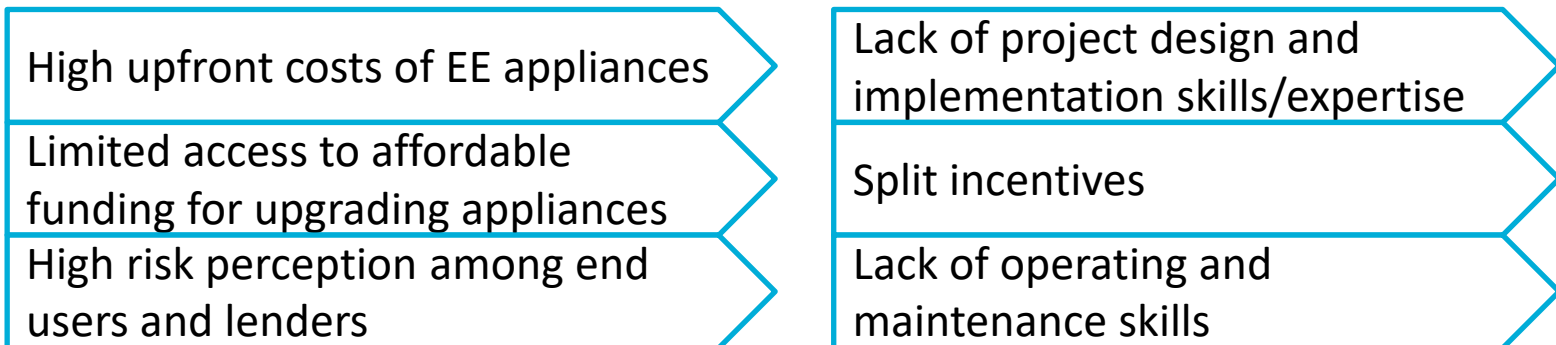 High upfront costs of EE appliances
Limited access to affordable
funding for upgrading appliances
High risk perception among end
users and lenders
Lack of project design and
implementation skills/expertise
Split incentives
Lack of operating and
maintenance skills